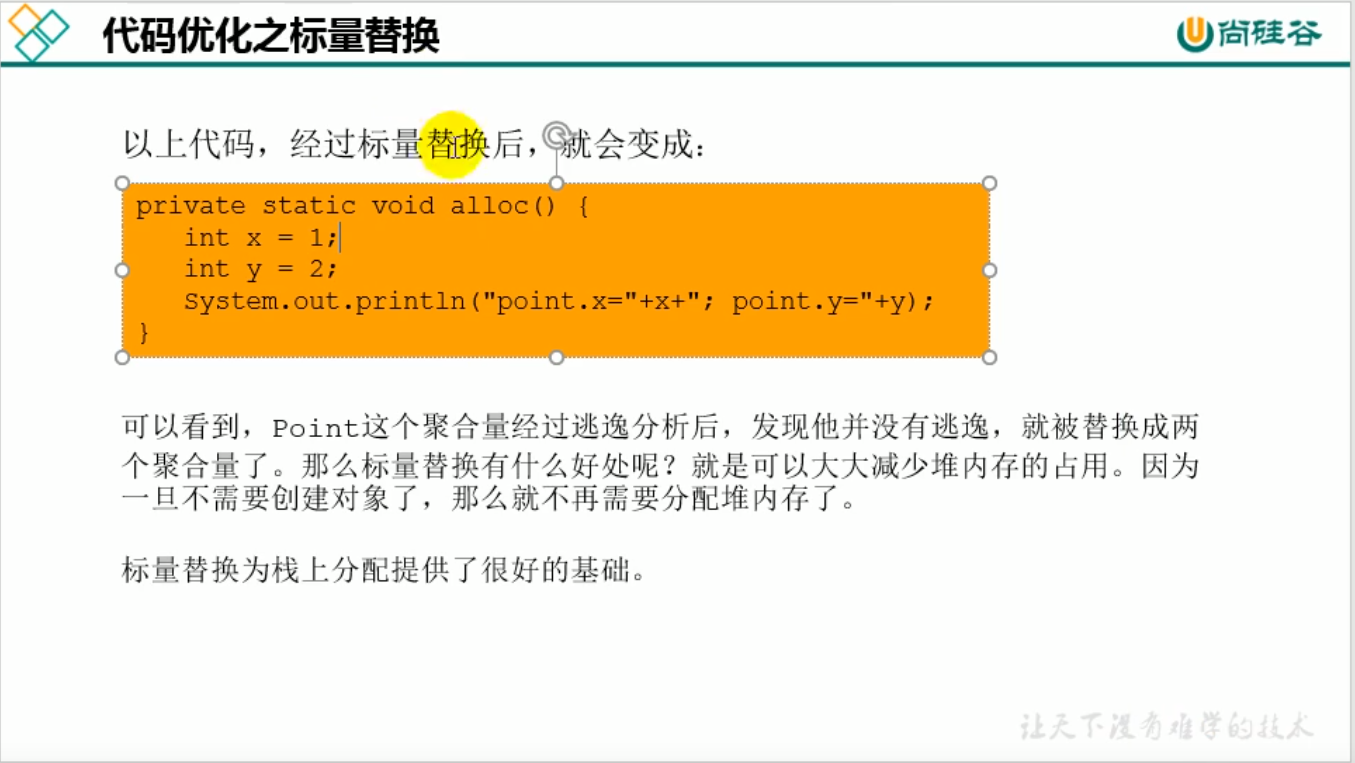 代码优化之标量替换
尚硅谷
以上代码，经过标量替换后，就会变成：
private static void alloc() {
int x = 1;
int y = 2;
System.out.println("point.x="+x+"; point.y="+y);
}
可以看到，Point这个聚合量经过逃逸分析后，发现他并没有逃逸，就被替换成两
个聚合量了。那么标量替换有什么好处呢？就是可以大大减少堆内存的占用。因为
一旦不需要创建对象了，那么就不再需要分配堆内存了。
标量替换为栈上分配提供了很好的基础。
让天下没有难学的技术